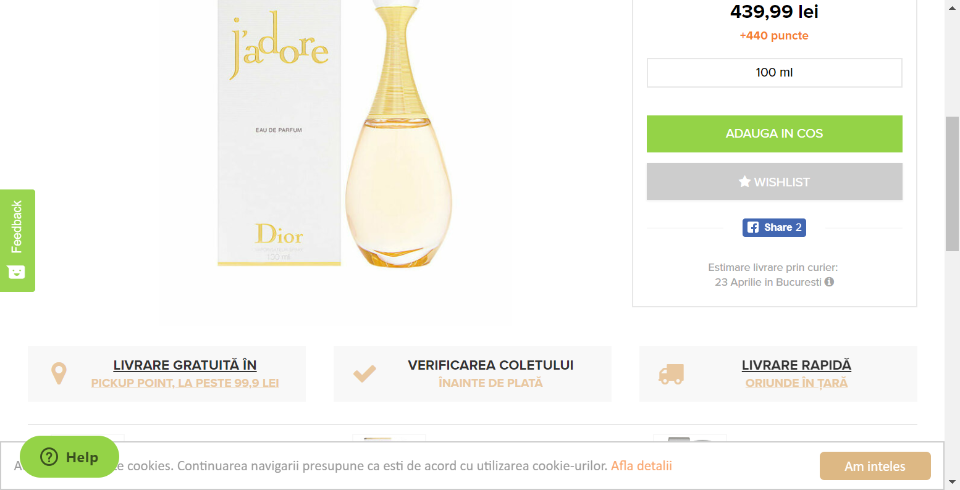 439,99 lei
+440 puncte
100 ml
ADAUGA IN COS
WISHLIST
Share 2
Estimare livrare prin curier:
23 Aprilie in Bucuresti
j'adore
EAU DE PARFUM
Dior
100 ml
Feedback
LIVRARE GRATUITĂ ÎN
PICKUP POINT, LA PESTE 99,9 LEI
VERIFICAREA COLETULUI
ÎNAINTE DE PLATĂ
LIVRARE RAPIDĂ
ORIUNDE ÎN ȚARĂ
cookies. Continuarea navigarii presupune ca esti de acord cu utilizarea cookie-urilor. Afla detalii
Help
Am inteles